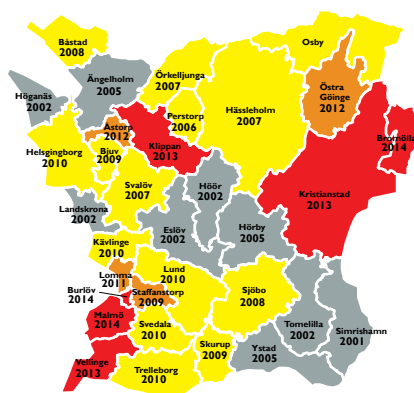 Båstad
2008
Osby
Ängelholm
2005
Örkelljunga
2007
Höganäs
2002
Östra
Göinge
2012
Hässleholm
2007
Perstorp
2006
Åstorp
2012
Klippan
2013
Bromölla
2014
Helsingborg
2010
Bjuv
2009
Svalöv
2007
Höör
2002
Kristianstad
2013
Landskrona
2002
Eslöv
2002
Hörby
2005
Kävlinge
2010
Lomma
2011
Lund
2010
Burlöv
2014
Staffanstorp
2009
Sjöbo
2008
Malmö
2014
Svedala
2010
Tomelilla
2002
Simrishamn
2001
Skurup
2009
Ystad
2005
Vellinge
2013
Trelleborg
2010